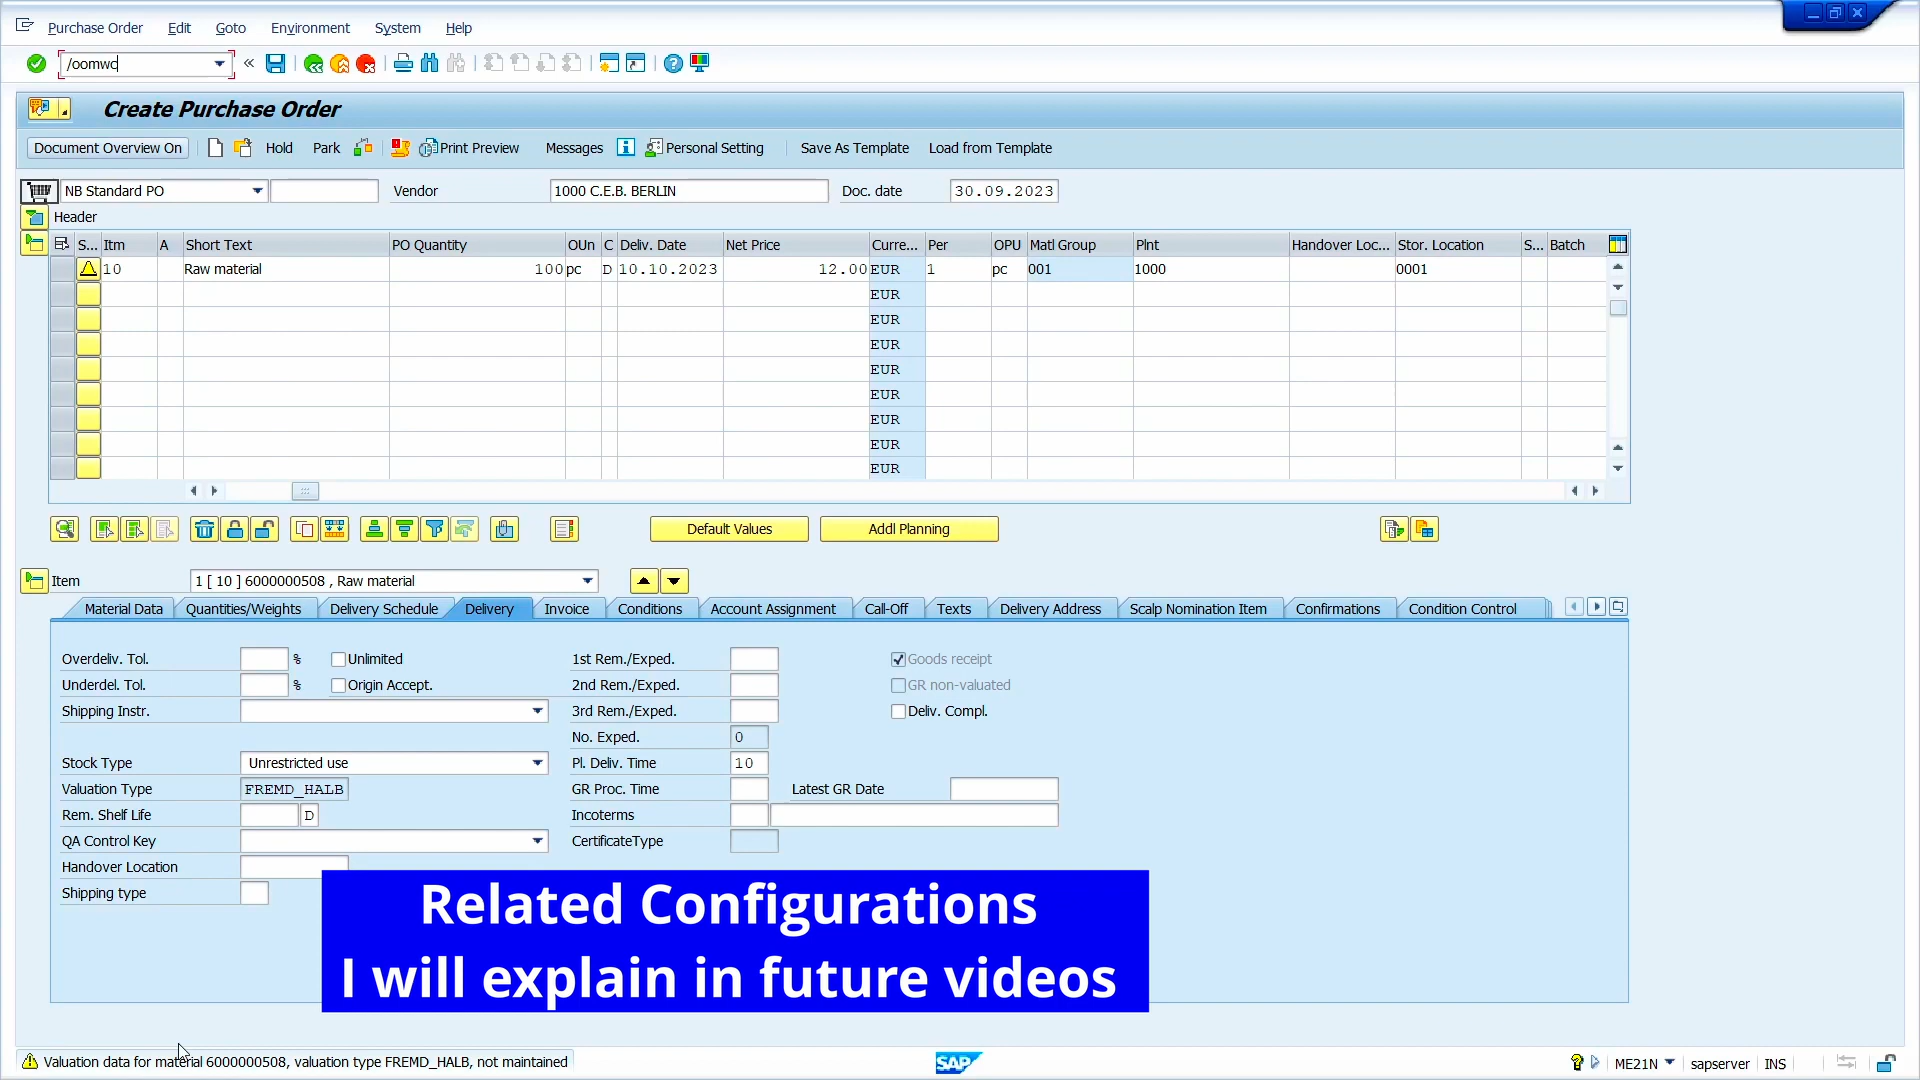 Purchase Order Edit Goto Environment System Help
/oomwc
Create Purchase Order
Document Overview On Hold Park Print Preview Messages Personal Setting Save As Template Load from Template
NB Standard PO Vendor 1000 C.E.B. BERLIN Doc. date 30.09.2023
Header
S... Itm A Short Text PO Quantity OUn C Deliv. Date Net Price Curre... Per OPU Matl Group Plnt Handover Loc... Stor. Location S... Batch
10 Raw material 100 pc D 10.10.2023 12.00 EUR 1 pc 001 1000 0001
EUR
EUR
EUR
EUR
EUR
EUR
EUR
EUR
Default Values Addl Planning
Item 1 [ 10 ] 6000000508 , Raw material
Material Data Quantities/Weights Delivery Schedule Delivery Invoice Conditions Account Assignment Call-Off Texts Delivery Address Scalp Nomination Item Confirmations Condition Control
Overdeliv. Tol. % Unlimited 1st Rem./Exped. Goods receipt
Underdel. Tol. % Origin Accept. 2nd Rem./Exped. GR non-valuated
Shipping Instr. 3rd Rem./Exped. Deliv. Compl.
No. Exped. 0
Stock Type Unrestricted use Pl. Deliv. Time 10
Valuation Type FREMD_HALB GR Proc. Time Latest GR Date
Rem. Shelf Life D Incoterms
QA Control Key CertificateType
Handover Location
Shipping type
Related Configurations
I will explain in future videos
Valuation data for material 6000000508, valuation type FREMD_HALB, not maintained SAP ME21N sapserver INS